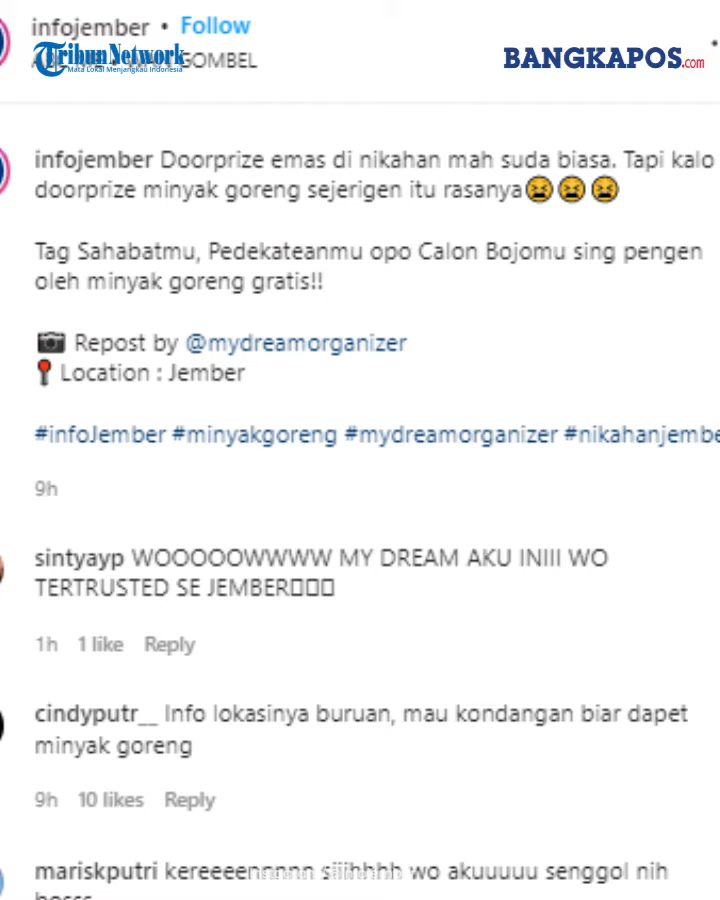 infojember • Follow
Tribun Network
Mata Lokal Menjangkau Indonesia
GOMBEL
BANGKAPOS.com
infojember Doorprize emas di nikahan mah suda biasa. Tapi kalo
doorprize minyak goreng sejerigen itu rasanya😫😫😫
Tag Sahabatmu, Pedekateanmu opo Calon Bojomu sing pengen
oleh minyak goreng gratis!!
📷 Repost by @mydreamorganizer
📍 Location : Jember
#infoJember #minyakgoreng #mydreamorganizer #nikahanjembe
9h
sintyayp WOOOOOWWWW MY DREAM AKU INIII WO
TERTRUSTED SE JEMBER▯▯▯
1h 1 like Reply
cindyputr__ Info lokasinya buruan, mau kondangan biar dapet
minyak goreng
9h 10 likes Reply
mariskputri kereeeennnnn siiihhhh wo akuuuuu senggol nih
bosss